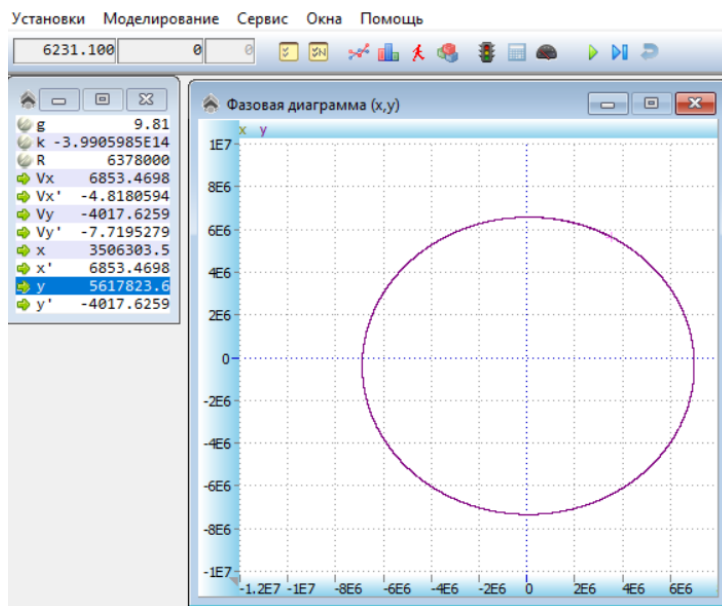 Установки Моделирование Сервис Окна Помощь
6231.100 0 0
Фазовая диаграмма (x,y)
g 9.81
k -3.9905985E14
R 6378000
Vx 6853.4698
Vx' -4.8180594
Vy -4017.6259
Vy' -7.7195279
x 3506303.5
x' 6853.4698
y 5617823.6
y' -4017.6259
x y
1E7
8E6
6E6
4E6
2E6
0
-2E6
-4E6
-6E6
-8E6
-1E7
-1.2E7 -1E7 -8E6 -6E6 -4E6 -2E6 0 2E6 4E6 6E6